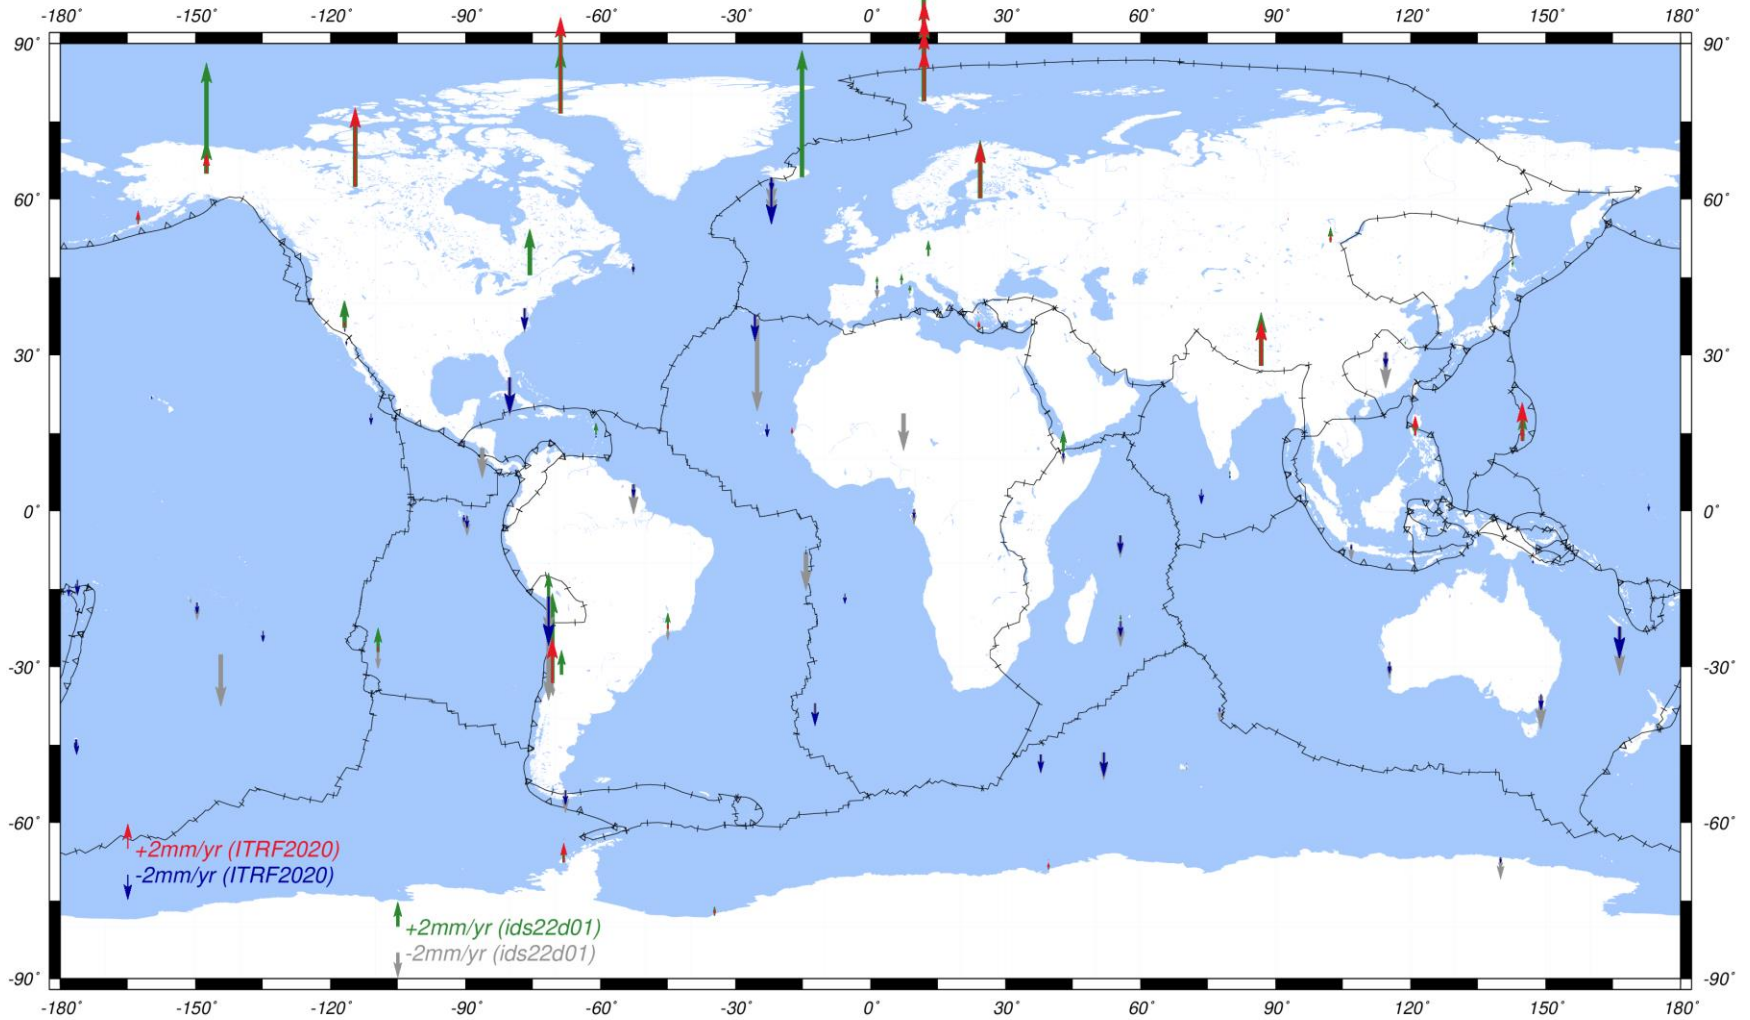 -180˚ -150˚ -120˚ -90˚ -60˚ -30˚ 0˚ 30˚ 60˚ 90˚ 120˚ 150˚ 180˚
90˚ 90˚
60˚ 60˚
30˚ 30˚
0˚ 0˚
-30˚ -30˚
-60˚ -60˚
+2mm/yr (ITRF2020)
-2mm/yr (ITRF2020)
+2mm/yr (ids22d01)
-2mm/yr (ids22d01)
-90˚ -90˚
-180˚ -150˚ -120˚ -90˚ -60˚ -30˚ 0˚ 30˚ 60˚ 90˚ 120˚ 150˚ 180˚